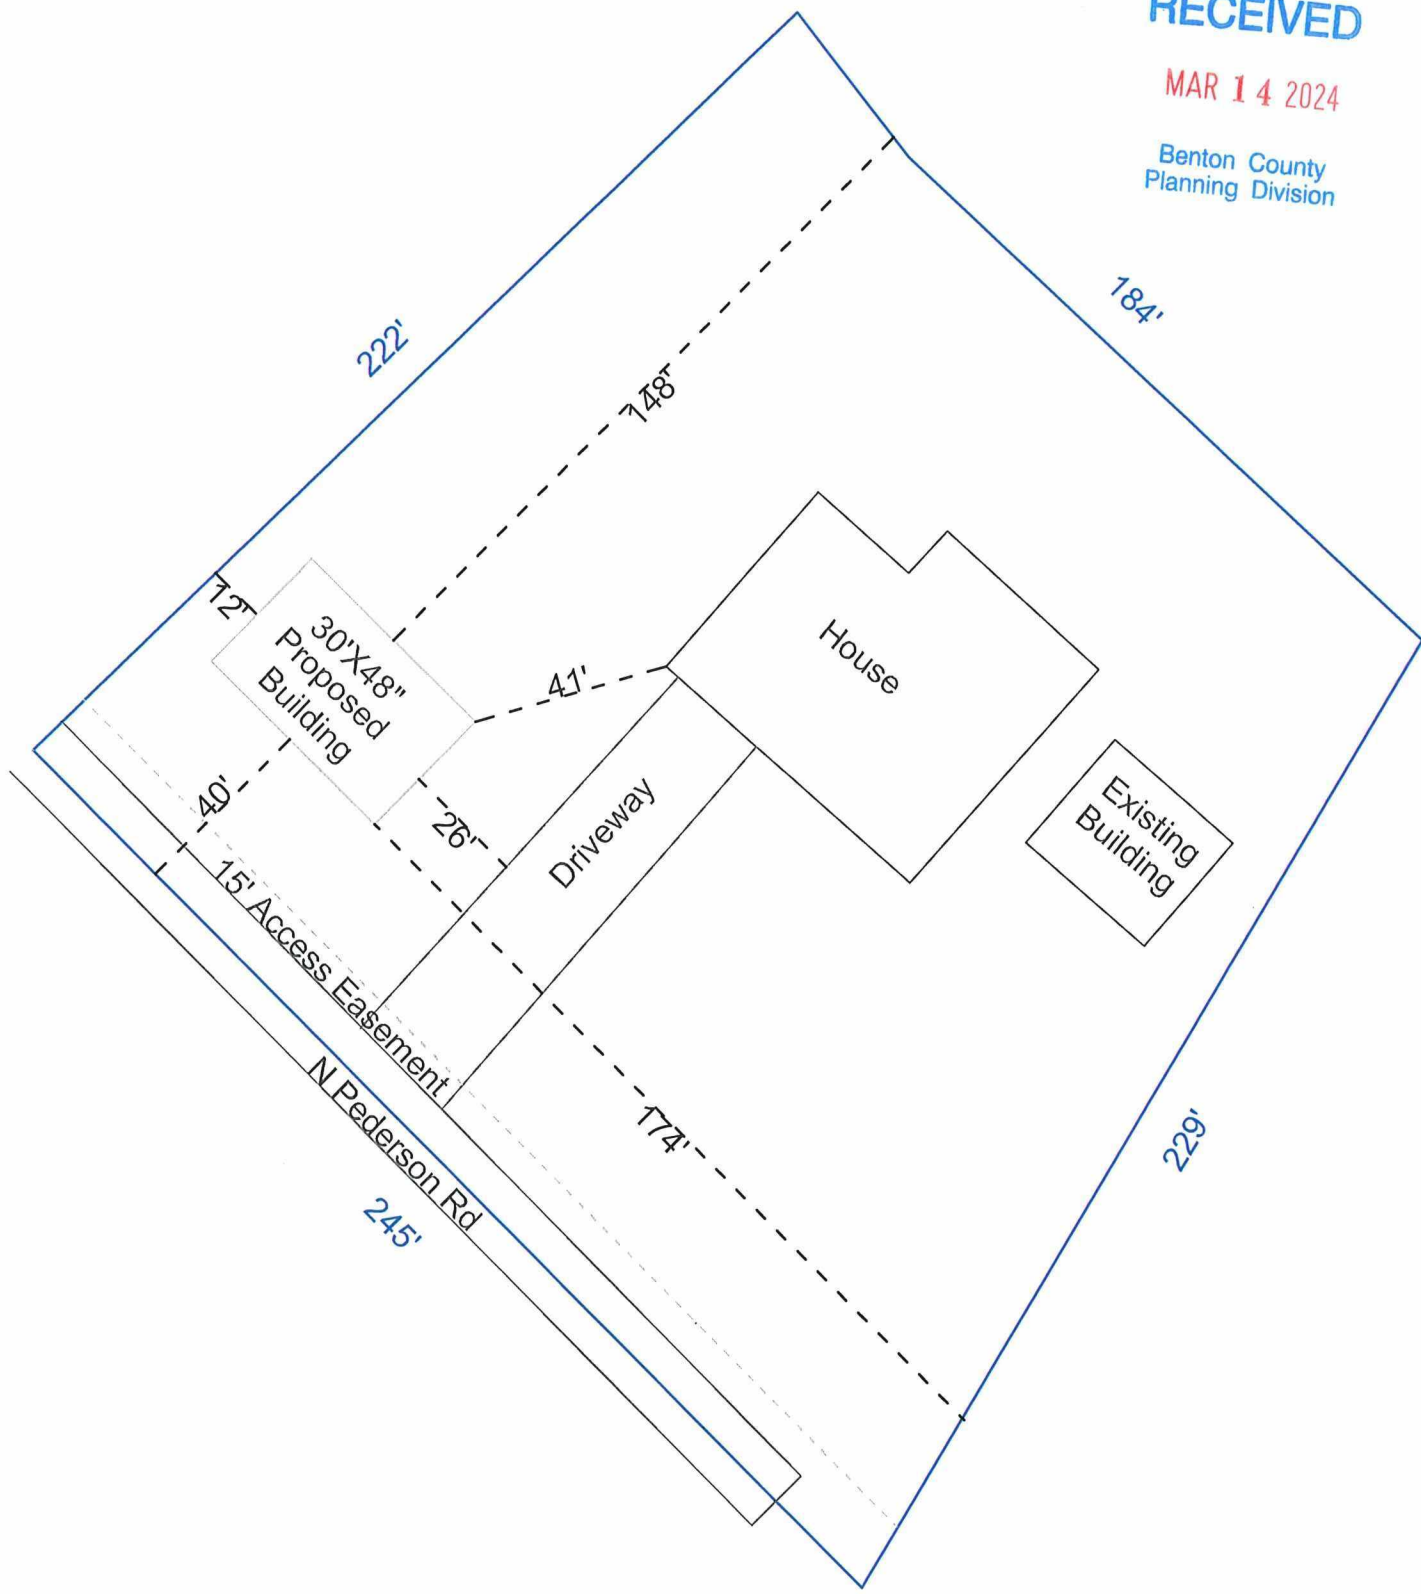 RECEIVED
MAR 14 2024
Benton County
Planning Division
184'
222'
148'
12'
30'X48"
Proposed
Building
41'
House
40'
26'
Driveway
Existing
Building
15' Access Easement
N Pederson Rd
174'
229'
245'